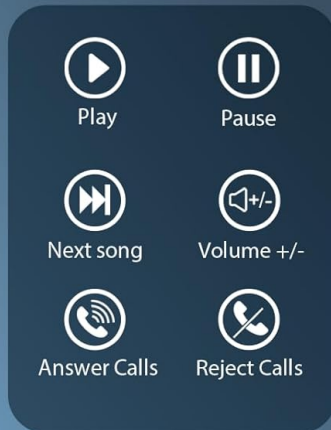 Play
Pause
Next song
+/-
Volume +/-
Answer Calls
Reject Calls